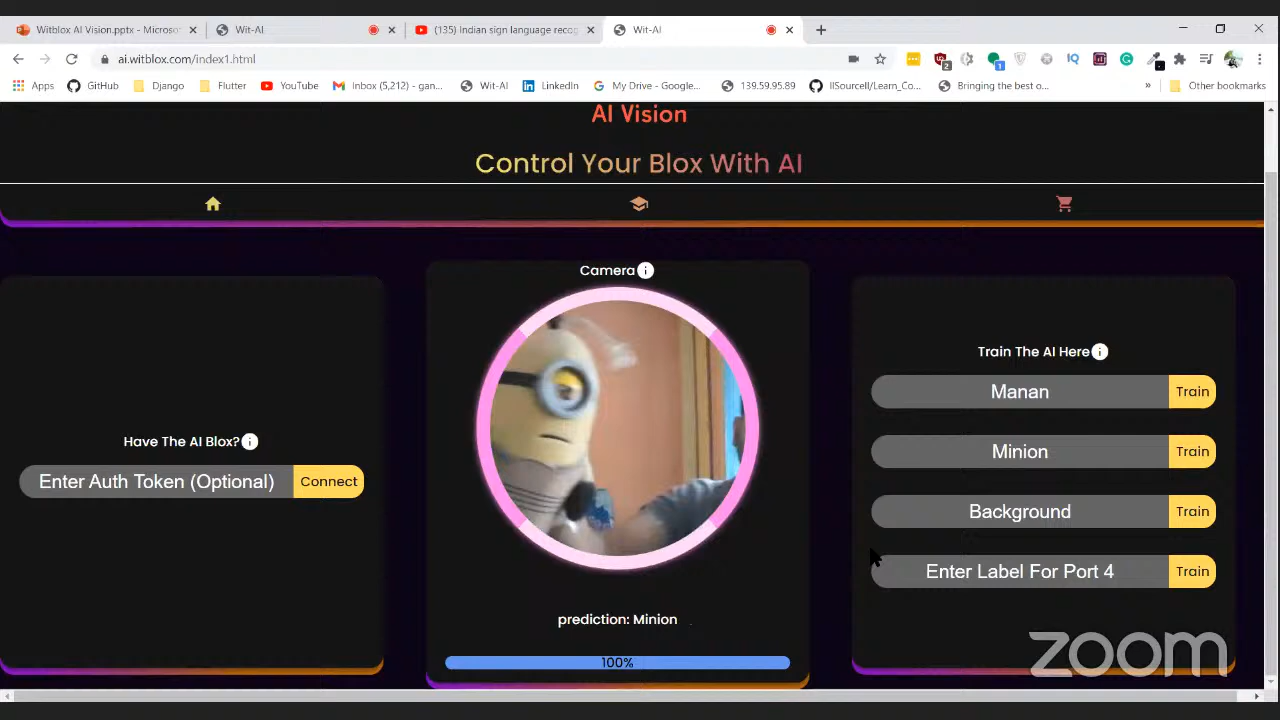 Witblox AI Vision.pptx - Microsof
Wit-AI
(135) Indian sign language recog
Wit-AI
ai.witblox.com/index1.html
Apps
GitHub
Django
Flutter
YouTube
Inbox (5,212) - gan...
Wit-AI
LinkedIn
My Drive - Google...
139.59.95.89
llSourcell/Learn_Co...
Bringing the best o...
»
Other bookmarks
AI Vision
Control Your Blox With AI
Camera
Have The AI Blox?
Enter Auth Token (Optional)
Connect
prediction: Minion
100%
Train The AI Here
Manan
Train
Minion
Train
Background
Train
Enter Label For Port 4
Train
zoom